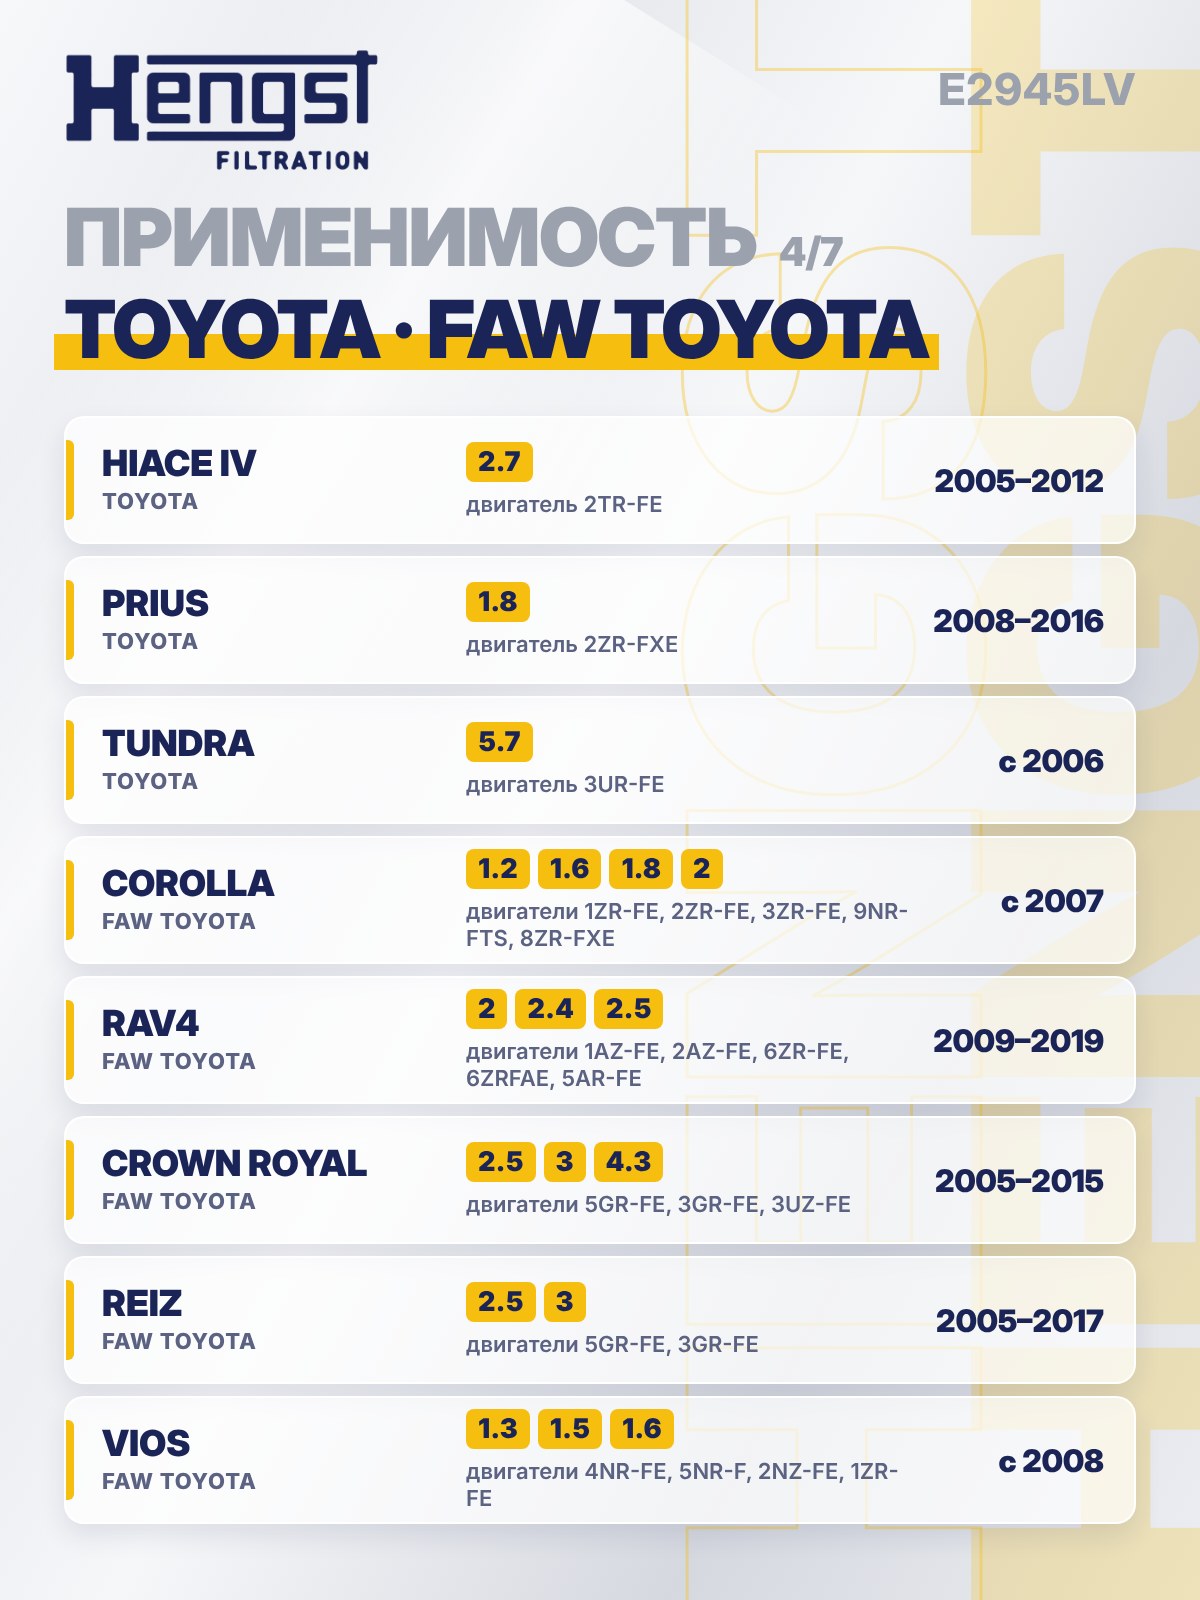 Hengst
FILTRATION
E2945LV
ПРИМЕНИМОСТЬ 4/7
TOYOTA · FAW TOYOTA
HIACE IV
TOYOTA
2.7
двигатель 2TR-FE
2005–2012
PRIUS
TOYOTA
1.8
двигатель 2ZR-FXE
2008–2016
TUNDRA
TOYOTA
5.7
двигатель 3UR-FE
с 2006
COROLLA
FAW TOYOTA
1.2 1.6 1.8 2
двигатели 1ZR-FE, 2ZR-FE, 3ZR-FE, 9NR-
FTS, 8ZR-FXE
с 2007
RAV4
FAW TOYOTA
2 2.4 2.5
двигатели 1AZ-FE, 2AZ-FE, 6ZR-FE,
6ZRFAE, 5AR-FE
2009–2019
CROWN ROYAL
FAW TOYOTA
2.5 3 4.3
двигатели 5GR-FE, 3GR-FE, 3UZ-FE
2005–2015
REIZ
FAW TOYOTA
2.5 3
двигатели 5GR-FE, 3GR-FE
2005–2017
VIOS
FAW TOYOTA
1.3 1.5 1.6
двигатели 4NR-FE, 5NR-F, 2NZ-FE, 1ZR-
FE
с 2008
HENGST
HENGST